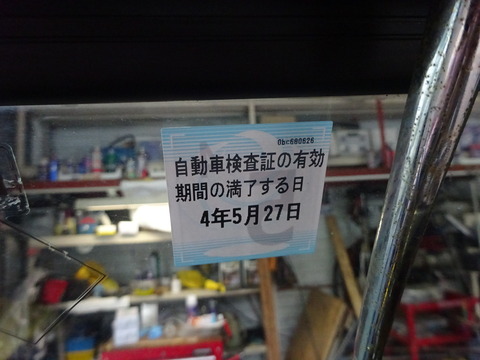 0bc680626
自動車検査証の有効
期間の満了する日
4年5月27日